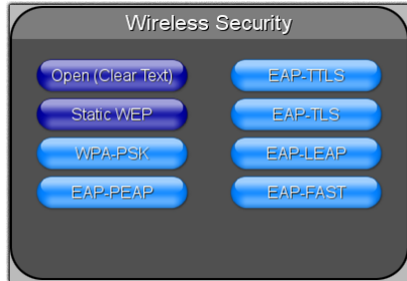 Wireless Security
Open (Clear Text)
EAP-TTLS
Static WEP
EAP-TLS
WPA-PSK
EAP-LEAP
EAP-PEAP
EAP-FAST